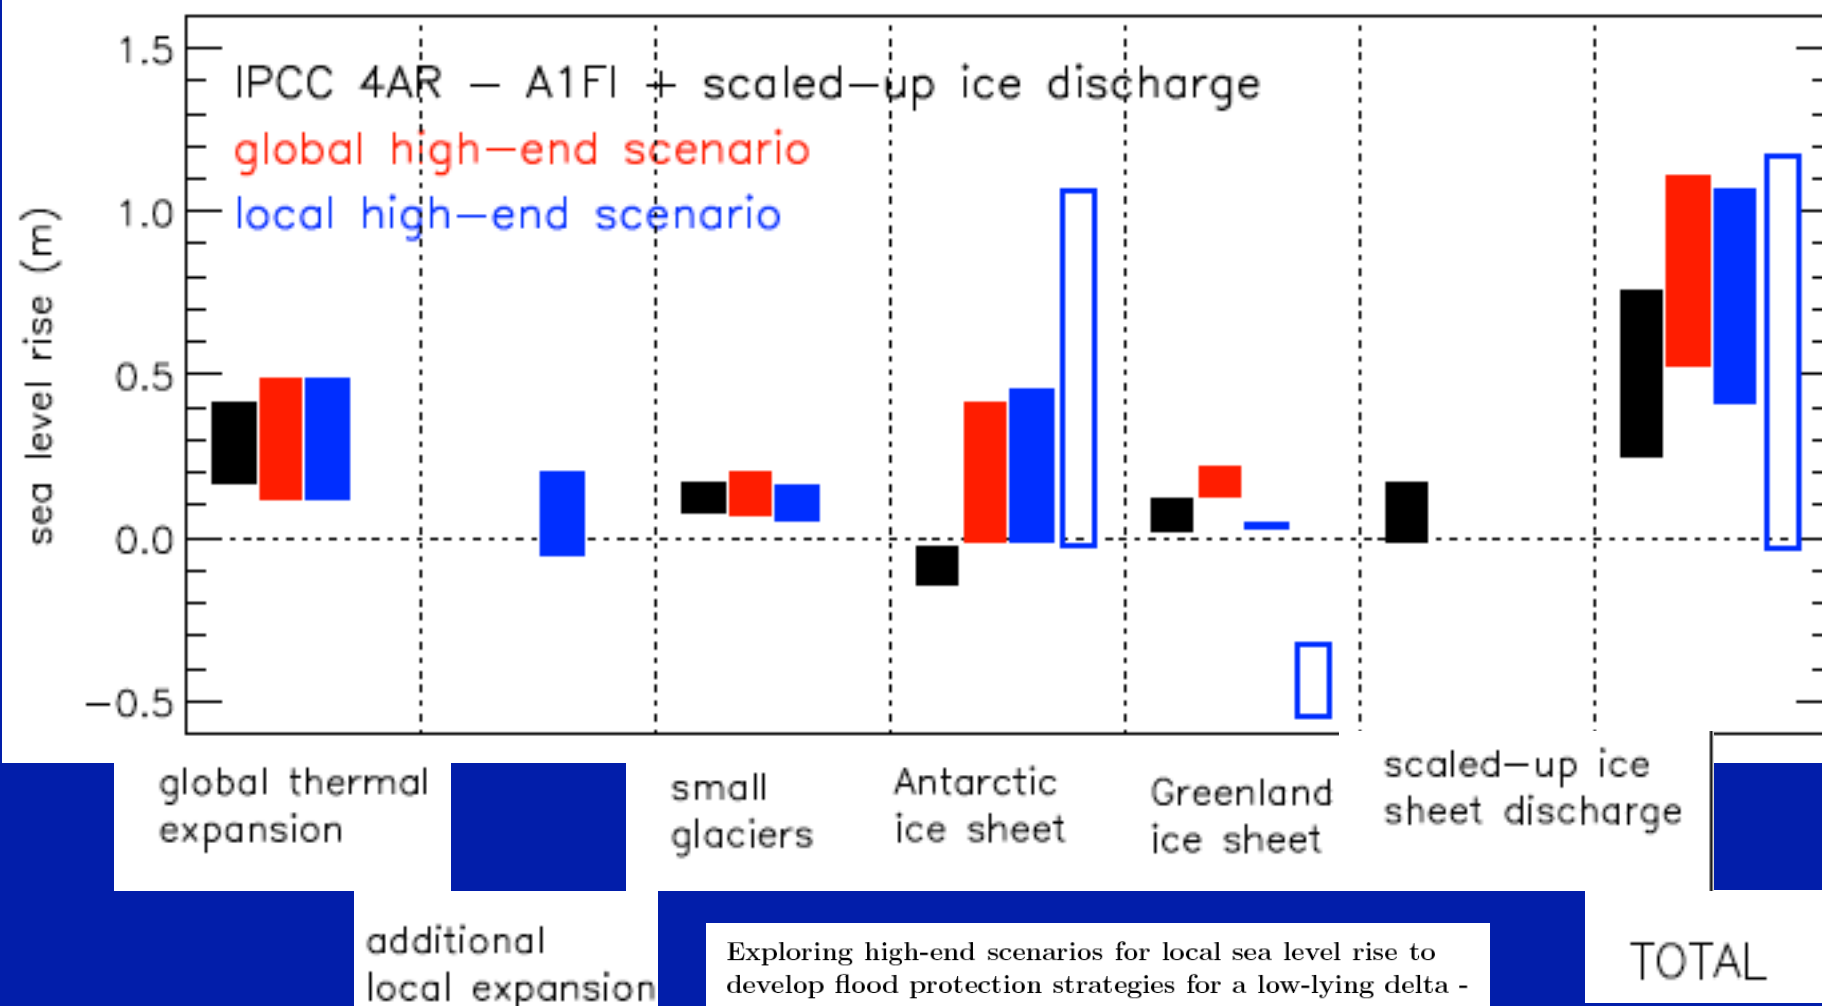 1.5
1.0
0.5
0.0
−0.5
sea level rise (m)
IPCC 4AR − A1FI + scaled−up ice discharge
global high−end scenario
local high−end scenario
global thermal
expansion
additional
local expansion
small
glaciers
Antarctic
ice sheet
Greenland
ice sheet
scaled−up ice
sheet discharge
TOTAL
Exploring high-end scenarios for local sea level rise to
develop flood protection strategies for a low-lying delta -